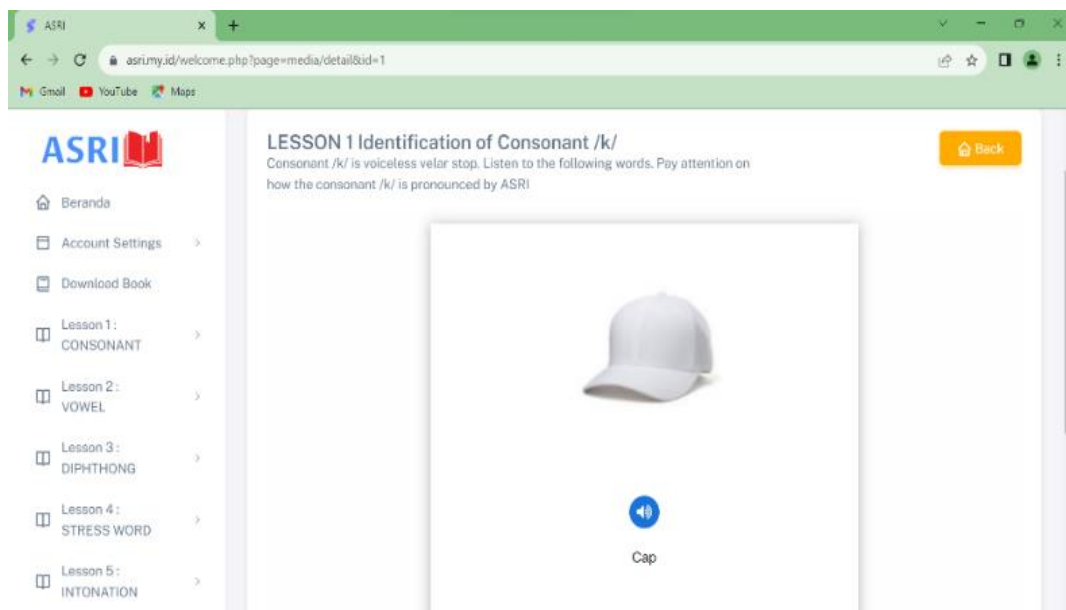 ASRI
asri.my.id/welcome.php?page=media/detail&id=1
Gmail YouTube Maps
ASRI
Beranda
Account Settings
Download Book
Lesson 1 :
CONSONANT
Lesson 2 :
VOWEL
Lesson 3 :
DIPHTHONG
Lesson 4 :
STRESS WORD
Lesson 5 :
INTONATION
LESSON 1 Identification of Consonant /k/
Consonant /k/ is voiceless velar stop. Listen to the following words. Pay attention on
how the consonant /k/ is pronounced by ASRI
Back
Cap